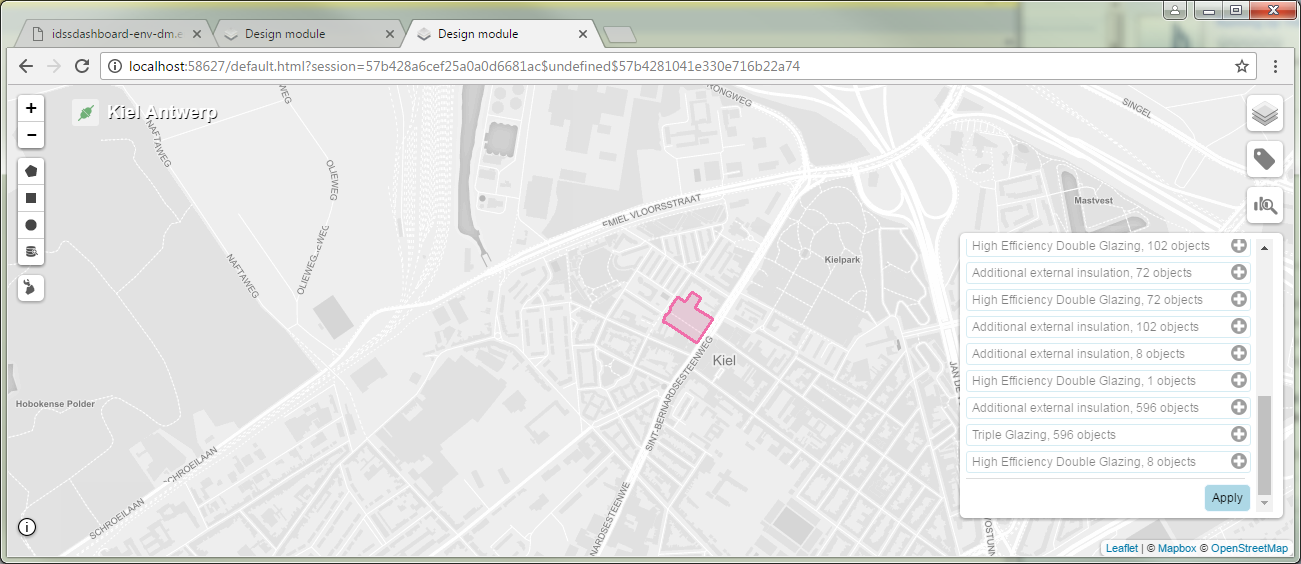 idssdashboard-env-dm.e
Design module
Design module
localhost:58627/default.html?session=57b428a6cef25a0a0d6681ac$undefined$57b4281041e330e716b22a74
+
−
Kiel Antwerp
NAFTAWEG
WEG
OLIEWEG
OLIEWEG
NAFTAWEG
RONGWEG
SINGEL
EMIEL VLOORSSTRAAT
Mastvest
Kielpark
Kiel
SINT-BERNARDSESTEENWEG
JAN DE
Hobokense Polder
SCHROEILAAN
SCHROEILAAN
NARDSESTEENWE
VOSTUNN
High Efficiency Double Glazing, 102 objects
Additional external insulation, 72 objects
High Efficiency Double Glazing, 72 objects
Additional external insulation, 102 objects
Additional external insulation, 8 objects
High Efficiency Double Glazing, 1 objects
Additional external insulation, 596 objects
Triple Glazing, 596 objects
High Efficiency Double Glazing, 8 objects
Apply
Leaflet | © Mapbox © OpenStreetMap